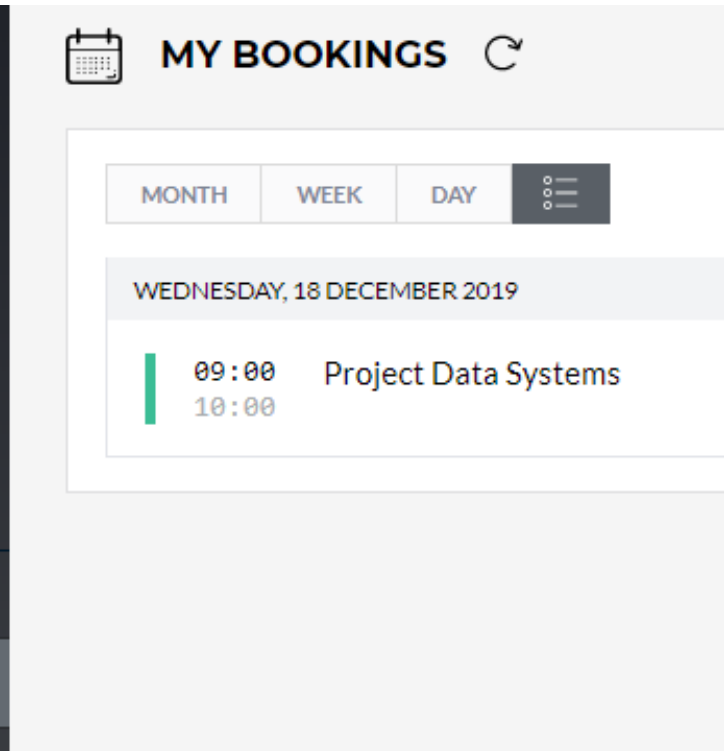 MY BOOKINGS
MONTH WEEK DAY
WEDNESDAY, 18 DECEMBER 2019
09:00 Project Data Systems
10:00